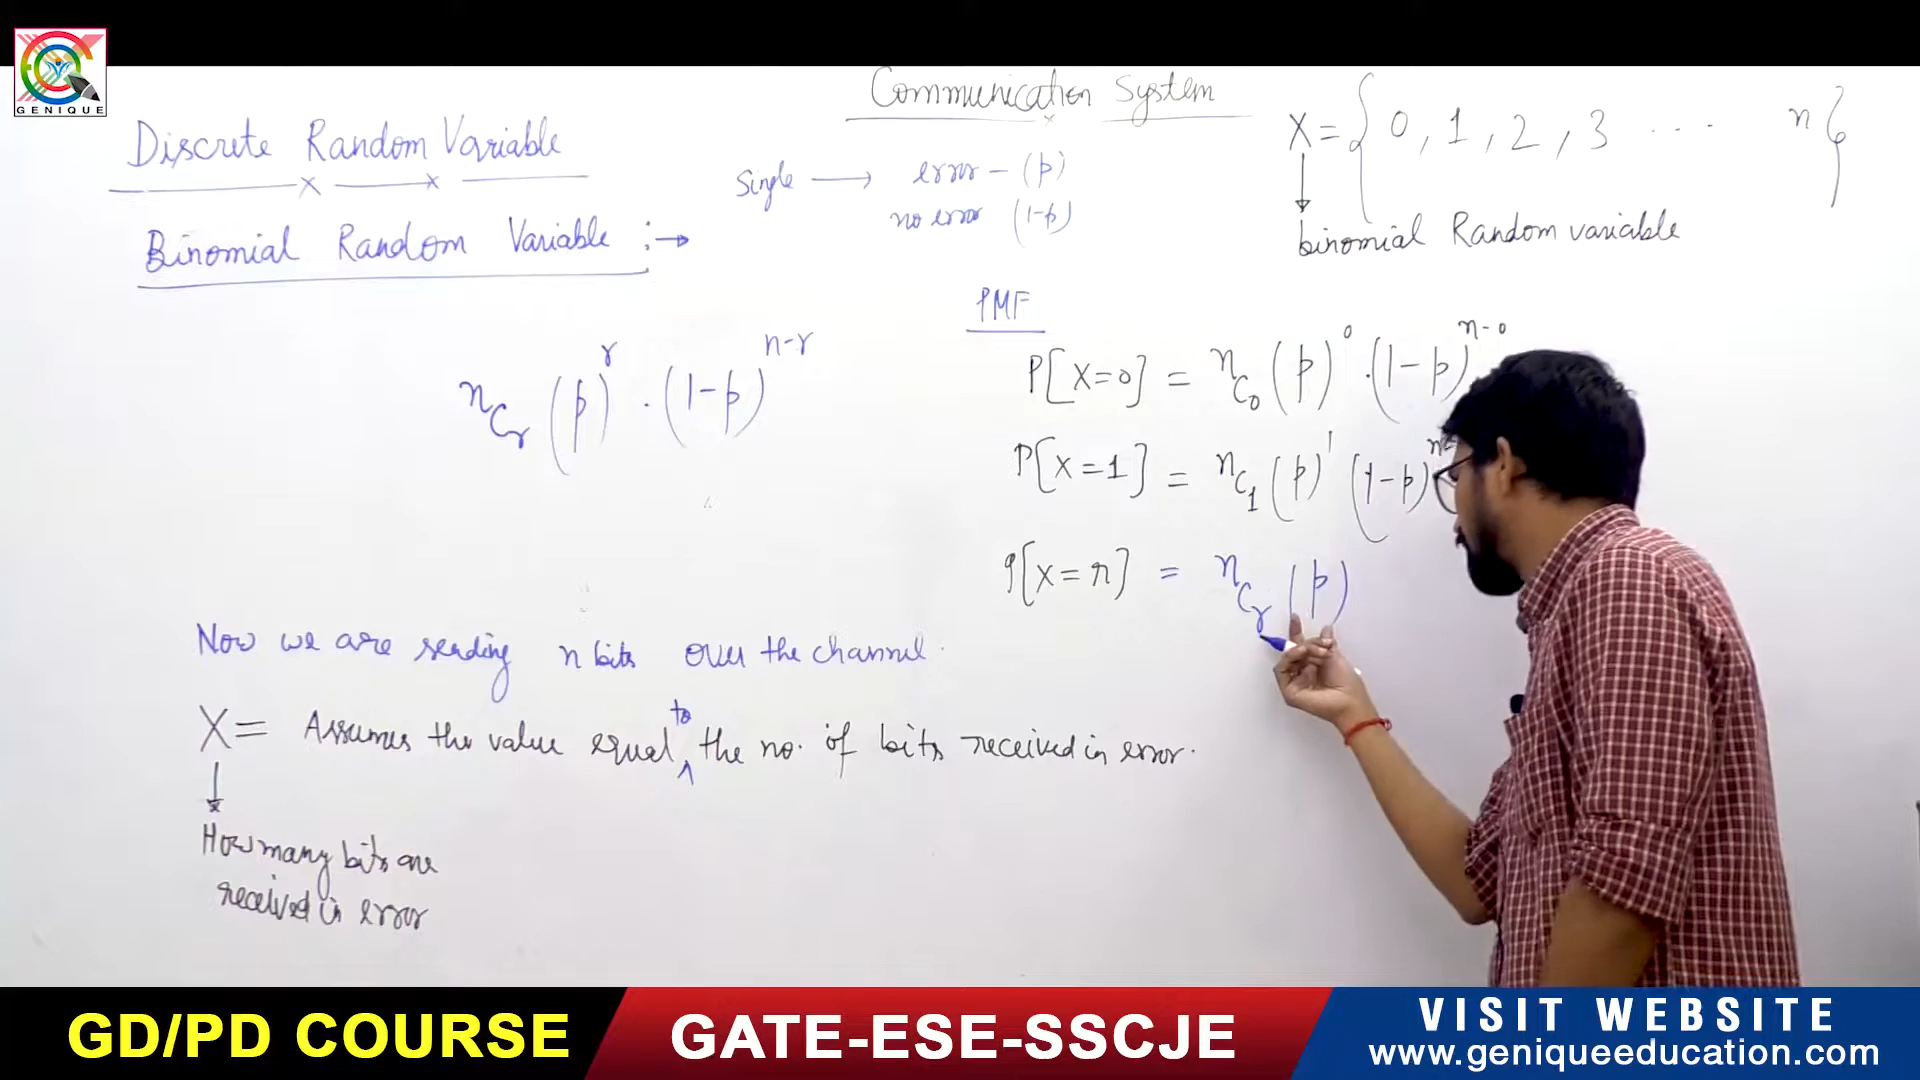 GENIQUE
Communication System
Discrete Random Variable
Binomial Random Variable :→
Single → error - (p)
no error (1-p)
X = { 0, 1, 2, 3 ... n }
binomial Random variable
nCr (p)^r . (1-p)^n-r
PMF
P[X=0] = nC0 (p)^0 . (1-p)^n-0
P[X=1] = nC1 (p)^1 (1-p)
P[X=r] = nCr (p)
Now we are sending n bits over the channel.
X = Assumes the value equal to the no. of bits received in error.
How many bits are
received in error
GD/PD COURSE
GATE-ESE-SSCJE
VISIT WEBSITE
www.geniqueeducation.com